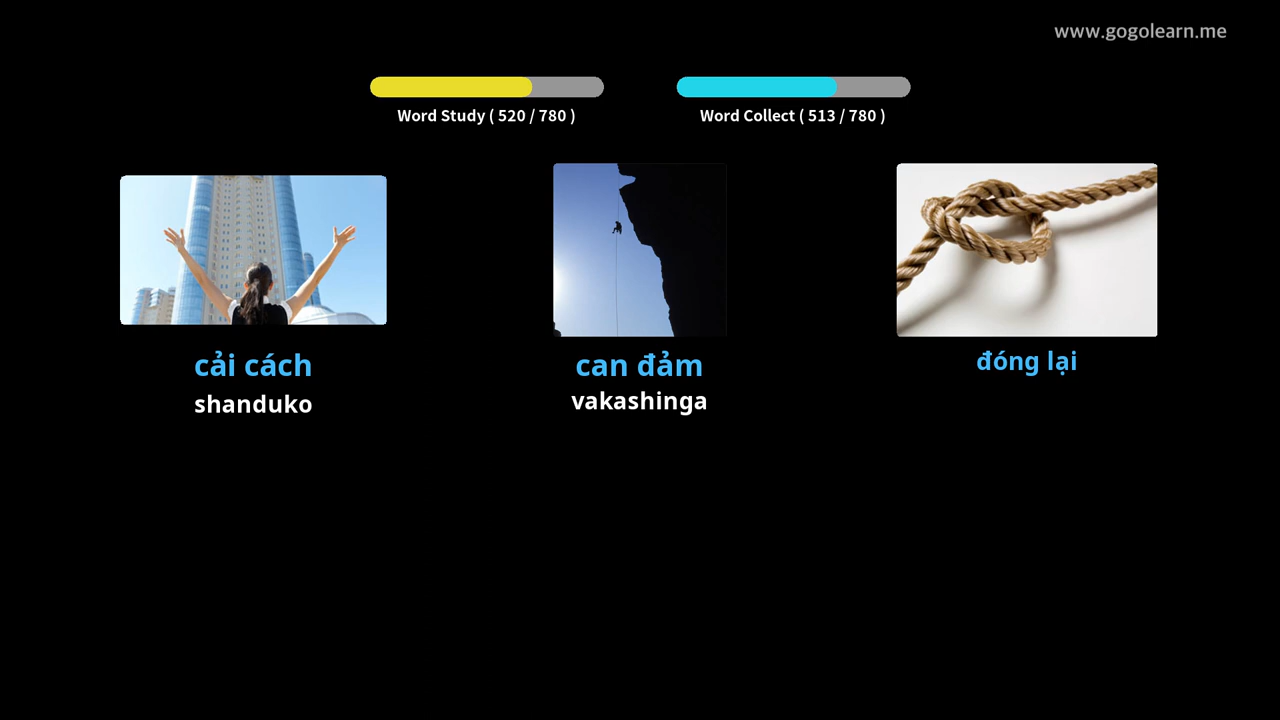 www.gogolearn.me
Word Study ( 520 / 780 )
Word Collect ( 513 / 780 )
cải cách
shanduko
can đảm
vakashinga
đóng lại